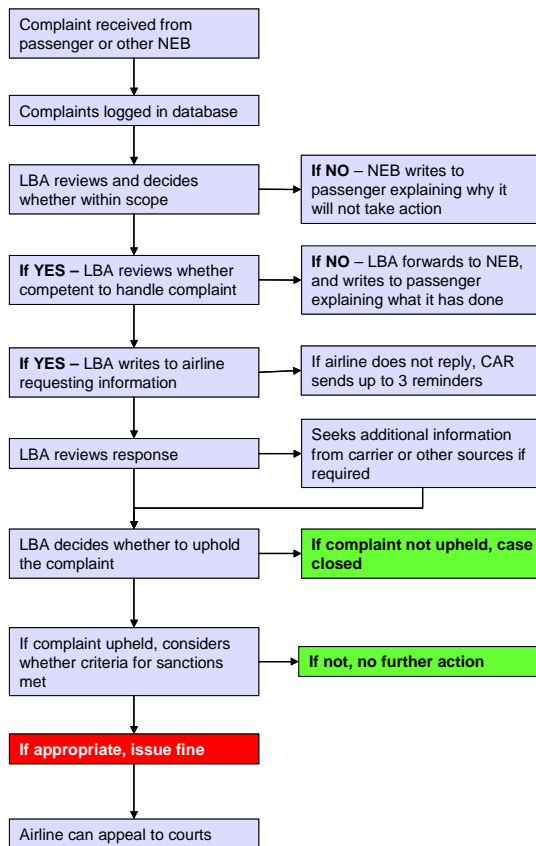 Complaint received from
passenger or other NEB
Complaints logged in database
LBA reviews and decides
whether within scope
If NO – NEB writes to
passenger explaining why it
will not take action
If YES – LBA reviews whether
competent to handle complaint
If NO – LBA forwards to NEB,
and writes to passenger
explaining what it has done
If YES – LBA writes to airline
requesting information
If airline does not reply, CAR
sends up to 3 reminders
LBA reviews response
Seeks additional information
from carrier or other sources if
required
LBA decides whether to uphold
the complaint
If complaint not upheld, case
closed
If complaint upheld, considers
whether criteria for sanctions
met
If not, no further action
If appropriate, issue fine
Airline can appeal to courts